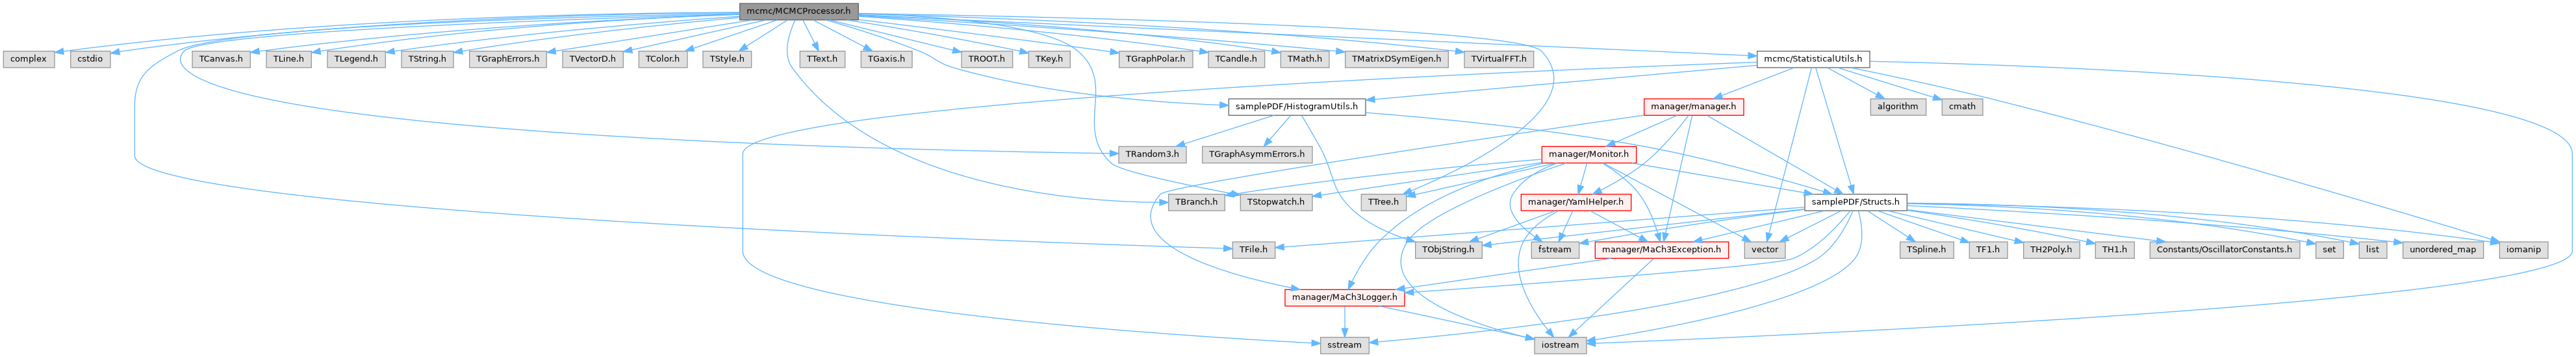 mcmc/MCMCProcessor.h
complex
cstdio
TCanvas.h
TLine.h
TLegend.h
TString.h
TGraphErrors.h
TVectorD.h
TColor.h
TStyle.h
TText.h
TGaxis.h
TROOT.h
TKey.h
TGraphPolar.h
TCandle.h
TMath.h
TMatrixDSymEigen.h
TVirtualFFT.h
mcmc/StatisticalUtils.h
samplePDF/HistogramUtils.h
manager/manager.h
algorithm
cmath
TRandom3.h
TGraphAsymmErrors.h
manager/Monitor.h
TBranch.h
TStopwatch.h
TTree.h
manager/YamlHelper.h
samplePDF/Structs.h
TFile.h
TObjString.h
fstream
manager/MaCh3Exception.h
vector
TSpline.h
TF1.h
TH2Poly.h
TH1.h
Constants/OscillatorConstants.h
set
list
unordered_map
iomanip
manager/MaCh3Logger.h
sstream
iostream